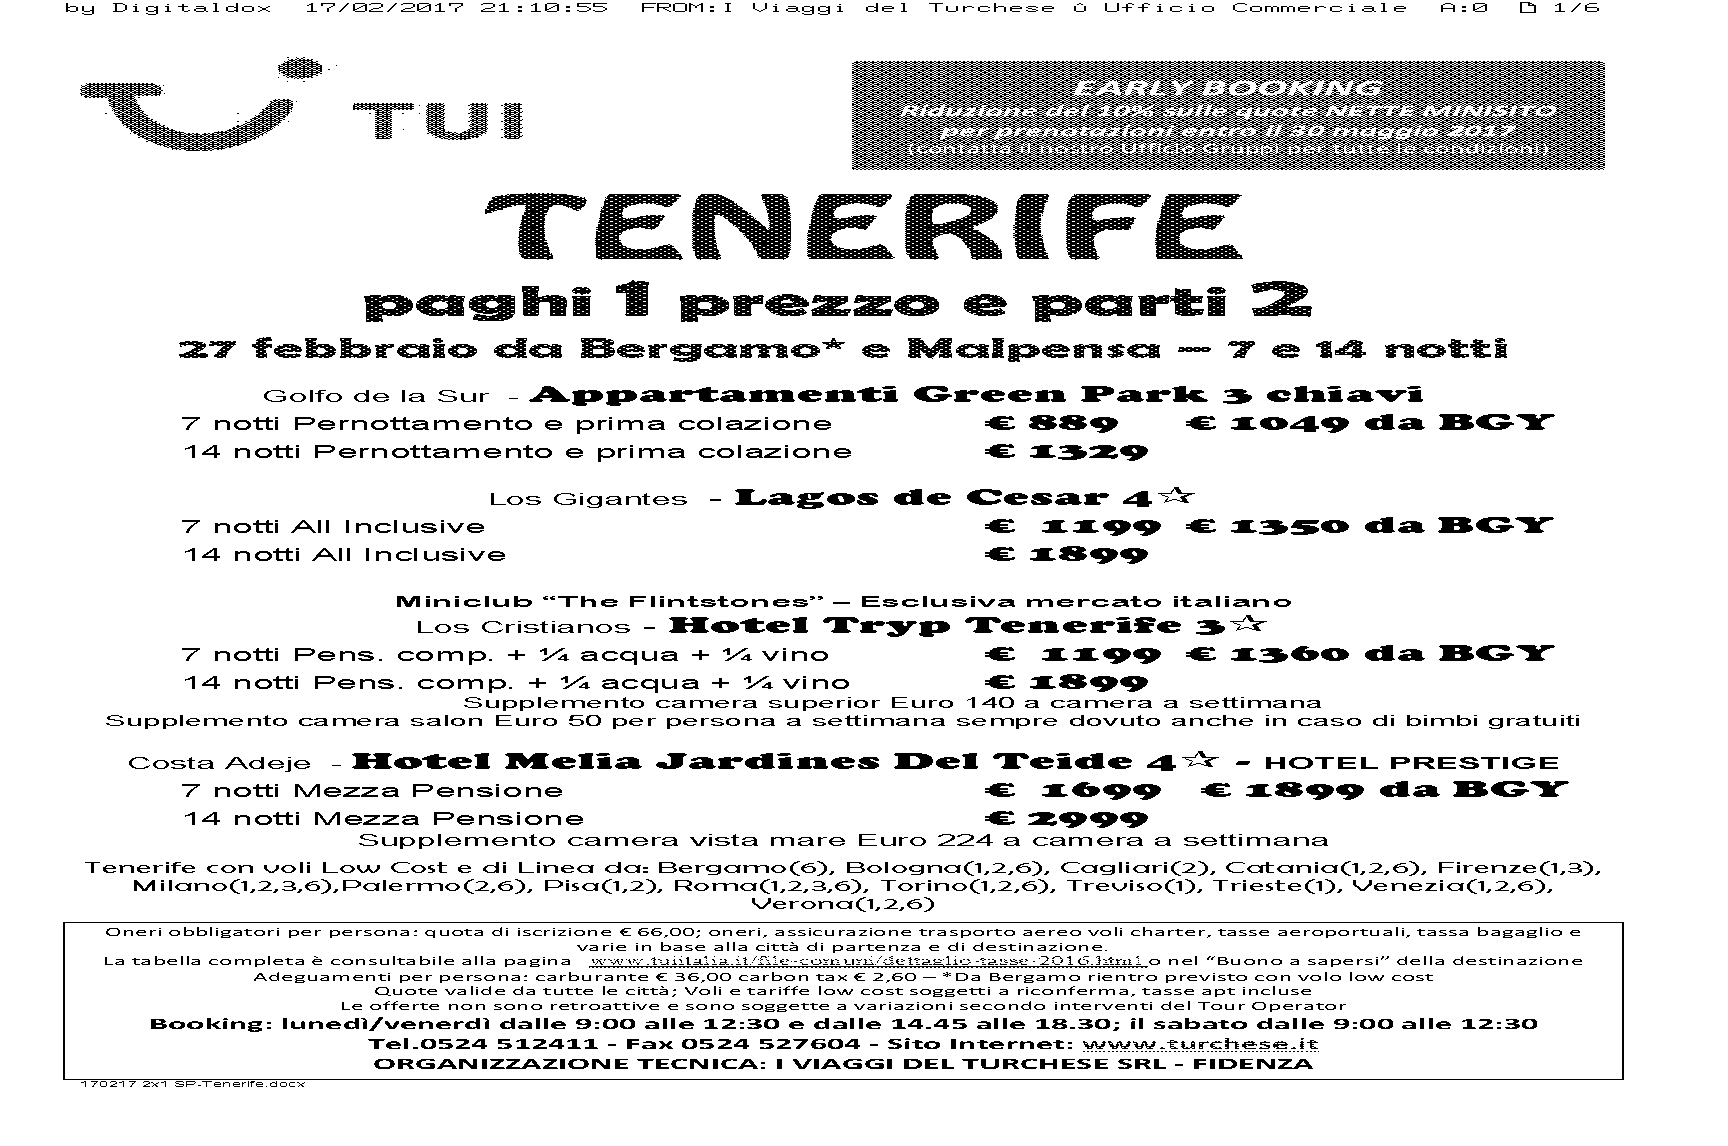 by Digitaldox 17/02/2017 21:10:55 FROM:I Viaggi del Turchese û Ufficio Commerciale A:0 1/6
TUI
EARLY BOOKING
Riduzione del 10% sulle quote NETTE MINISITO
per prenotazioni entro il 30 maggio 2017
(contatta il nostro Ufficio Gruppi per tutte le condizioni)
TENERIFE
paghi 1 prezzo e parti 2
27 febbraio da Bergamo* e Malpensa – 7 e 14 notti
Golfo de la Sur - Appartamenti Green Park 3 chiavi
7 notti Pernottamento e prima colazione € 889 € 1049 da BGY
14 notti Pernottamento e prima colazione € 1329
Los Gigantes - Lagos de Cesar 4☆
7 notti All Inclusive € 1199 € 1350 da BGY
14 notti All Inclusive € 1899
Miniclub “The Flintstones” – Esclusiva mercato italiano
Los Cristianos - Hotel Tryp Tenerife 3☆
7 notti Pens. comp. + ¼ acqua + ¼ vino € 1199 € 1360 da BGY
14 notti Pens. comp. + ¼ acqua + ¼ vino € 1899
Supplemento camera superior Euro 140 a camera a settimana
Supplemento camera salon Euro 50 per persona a settimana sempre dovuto anche in caso di bimbi gratuiti
Costa Adeje - Hotel Melia Jardines Del Teide 4☆ - HOTEL PRESTIGE
7 notti Mezza Pensione € 1699 € 1899 da BGY
14 notti Mezza Pensione € 2999
Supplemento camera vista mare Euro 224 a camera a settimana
Tenerife con voli Low Cost e di Linea da: Bergamo(6), Bologna(1,2,6), Cagliari(2), Catania(1,2,6), Firenze(1,3),
Milano(1,2,3,6),Palermo(2,6), Pisa(1,2), Roma(1,2,3,6), Torino(1,2,6), Treviso(1), Trieste(1), Venezia(1,2,6),
Verona(1,2,6)
Oneri obbligatori per persona: quota di iscrizione € 66,00; oneri, assicurazione trasporto aereo voli charter, tasse aeroportuali, tassa bagaglio e
varie in base alla città di partenza e di destinazione.
La tabella completa è consultabile alla pagina www.tuiitalia.it/file-comuni/dettaglio-tasse-2016.html o nel “Buono a sapersi” della destinazione
Adeguamenti per persona: carburante € 36,00 carbon tax € 2,60 – *Da Bergamo rientro previsto con volo low cost
Quote valide da tutte le città; Voli e tariffe low cost soggetti a riconferma, tasse apt incluse
Le offerte non sono retroattive e sono soggette a variazioni secondo interventi del Tour Operator
Booking: lunedì/venerdì dalle 9:00 alle 12:30 e dalle 14.45 alle 18.30; il sabato dalle 9:00 alle 12:30
Tel.0524 512411 - Fax 0524 527604 - Sito Internet: www.turchese.it
ORGANIZZAZIONE TECNICA: I VIAGGI DEL TURCHESE SRL - FIDENZA
170217 2x1 SP-Tenerife.docx